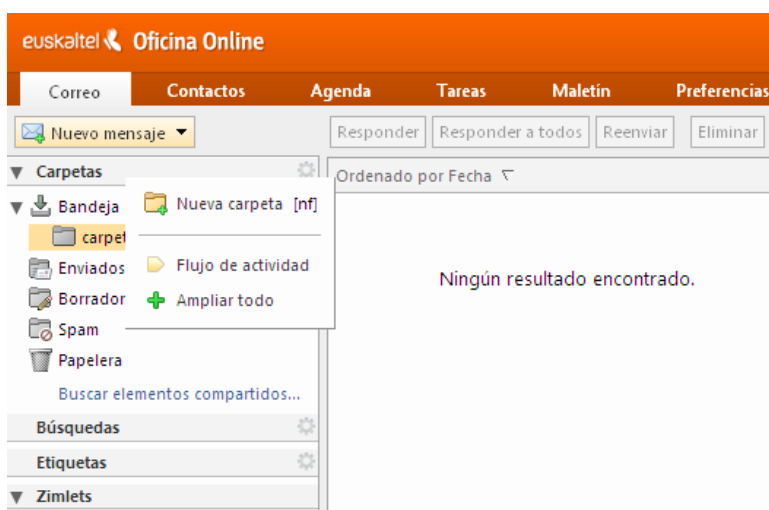 euskaltel Oficina Online
Correo Contactos Agenda Tareas Maletín Preferencias
Nuevo mensaje Responder Responder a todos Reenviar Eliminar
Carpetas Ordenado por Fecha
Bandeja Nueva carpeta [nf]
carpet
Enviados Flujo de actividad Ningún resultado encontrado.
Borrador Ampliar todo
Spam
Papelera
Buscar elementos compartidos...
Búsquedas
Etiquetas
Zimlets